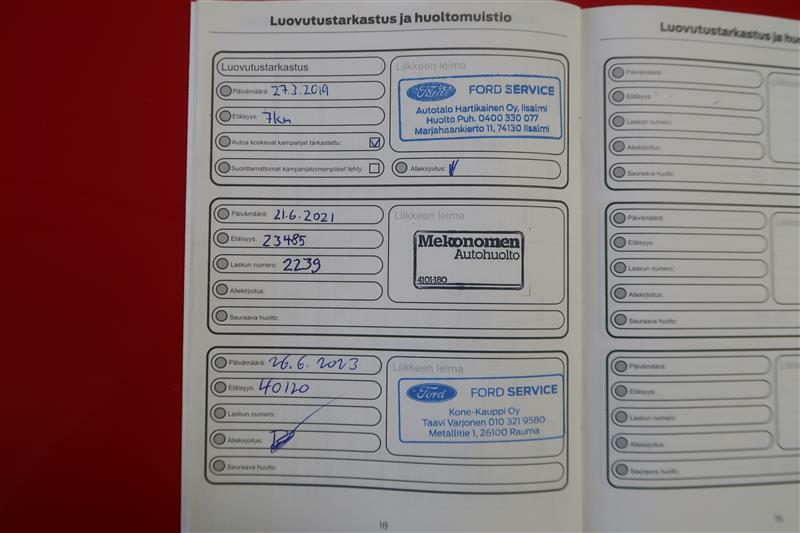 Luovutustarkastus ja huoltomuistio
Luovutustarkastus
Päivämäärä: 27.3.2019
Etäisyys: 7km
Autoa koskevat kampanjat tarkastettu:
Suorittamattomat kampanjatoimenpiteet tehty:
Liikkeen leima
Ford
FORD SERVICE
Autotalo Hartikainen Oy, Iisalmi
Huolto Puh. 0400 330 077
Marjahaankierto 11, 74130 Iisalmi
Allekirjoitus:
Päivämäärä: 21.6.2021
Etäisyys: 23485
Laskun numero: 2239
Allekirjoitus:
Seuraava huolto:
Liikkeen leima
Mekonomen
Autohuolto
4101-180
Päivämäärä: 26.6.2023
Etäisyys: 40120
Laskun numero:
Allekirjoitus:
Seuraava huolto:
Liikkeen leima
Ford
FORD SERVICE
Kone-Kauppi Oy
Taavi Varjonen 010 321 9580
Metallitie 1, 26100 Rauma
18
Luovutustarkastus ja
Päivämäärä:
Etäisyys:
Laskun numero:
Allekirjoitus:
Seuraava huolto:
Päivämäärä:
Etäisyys:
Laskun numero:
Allekirjoitus:
Seuraava huolto:
Päivämäärä:
Etäisyys:
Laskun numero:
Allekirjoitus:
Seuraava huolto: